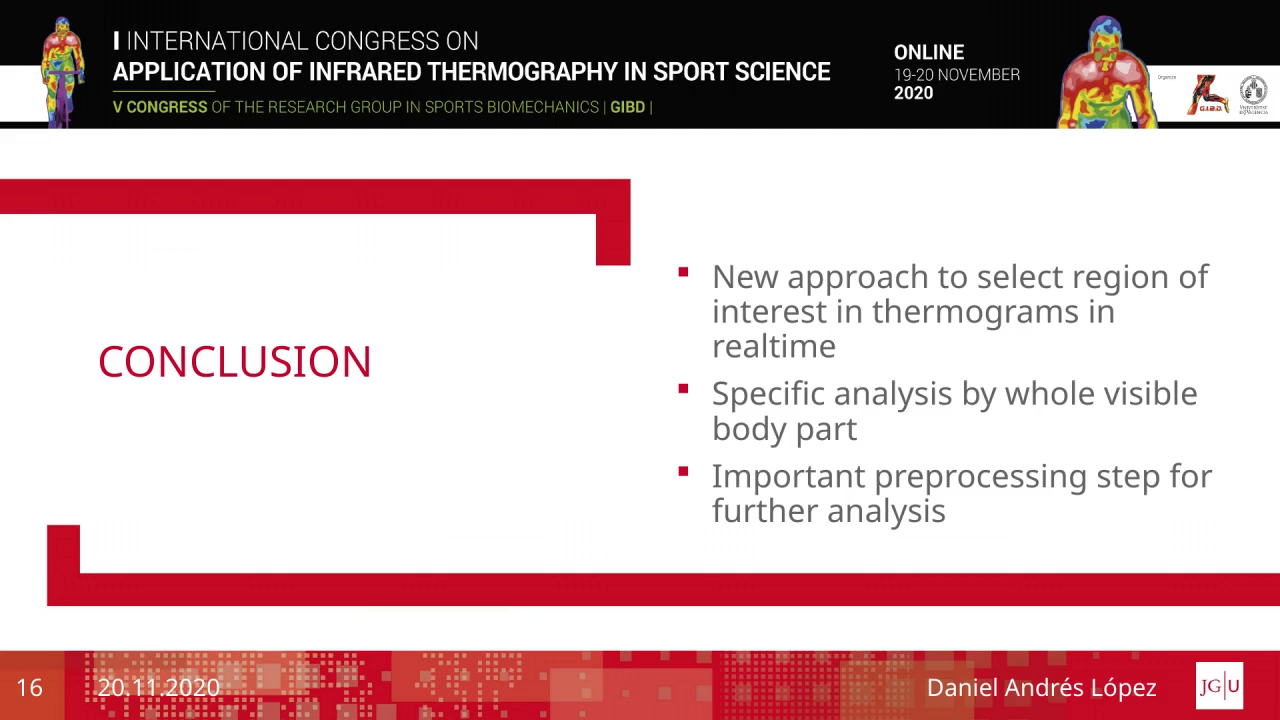 I INTERNATIONAL CONGRESS ON
APPLICATION OF INFRARED THERMOGRAPHY IN SPORT SCIENCE
V CONGRESS OF THE RESEARCH GROUP IN SPORTS BIOMECHANICS | GIBD |
ONLINE
19-20 NOVEMBER
2020
Organize
G.I.B.D.
CONCLUSION
New approach to select region of
interest in thermograms in
realtime
Specific analysis by whole visible
body part
Important preprocessing step for
further analysis
16
20.11.2020
Daniel Andrés López
JG|U